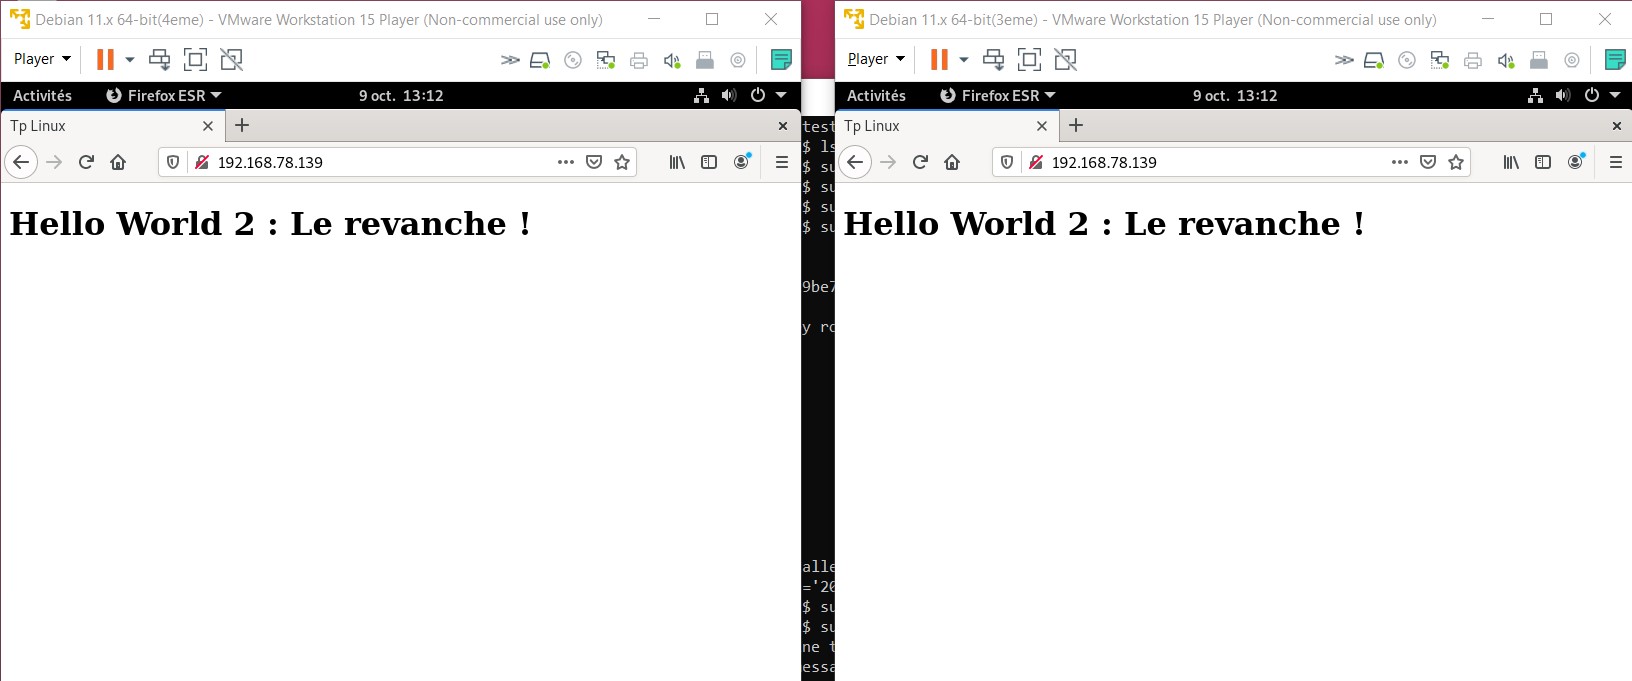 Debian 11.x 64-bit(4eme) - VMware Workstation 15 Player (Non-commercial use only)
Player
Activités Firefox ESR 9 oct. 13:12
Tp Linux
192.168.78.139
Hello World 2 : Le revanche !
test
$ ls
$ su
$ su
$ su
$ su
9be7
y ro
alle
='20
$ su
$ su
ne t
essa
Debian 11.x 64-bit(3eme) - VMware Workstation 15 Player (Non-commercial use only)
Player
Activités Firefox ESR 9 oct. 13:12
Tp Linux
192.168.78.139
Hello World 2 : Le revanche !